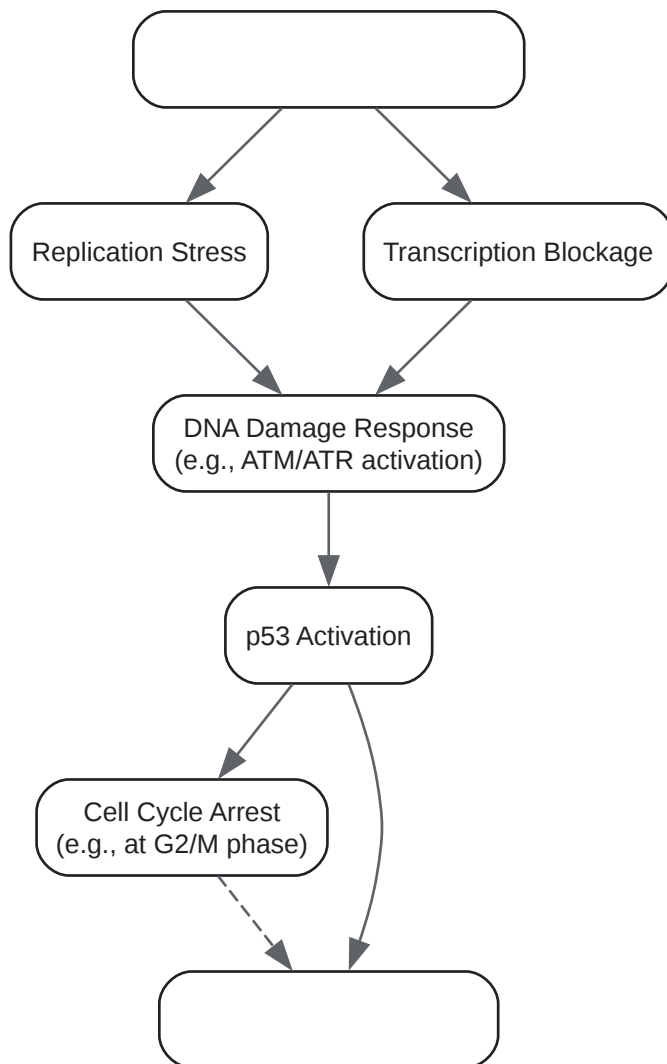 Replication Stress
Transcription Blockage
DNA Damage Response
(e.g., ATM/ATR activation)
p53 Activation
Cell Cycle Arrest
(e.g., at G2/M phase)